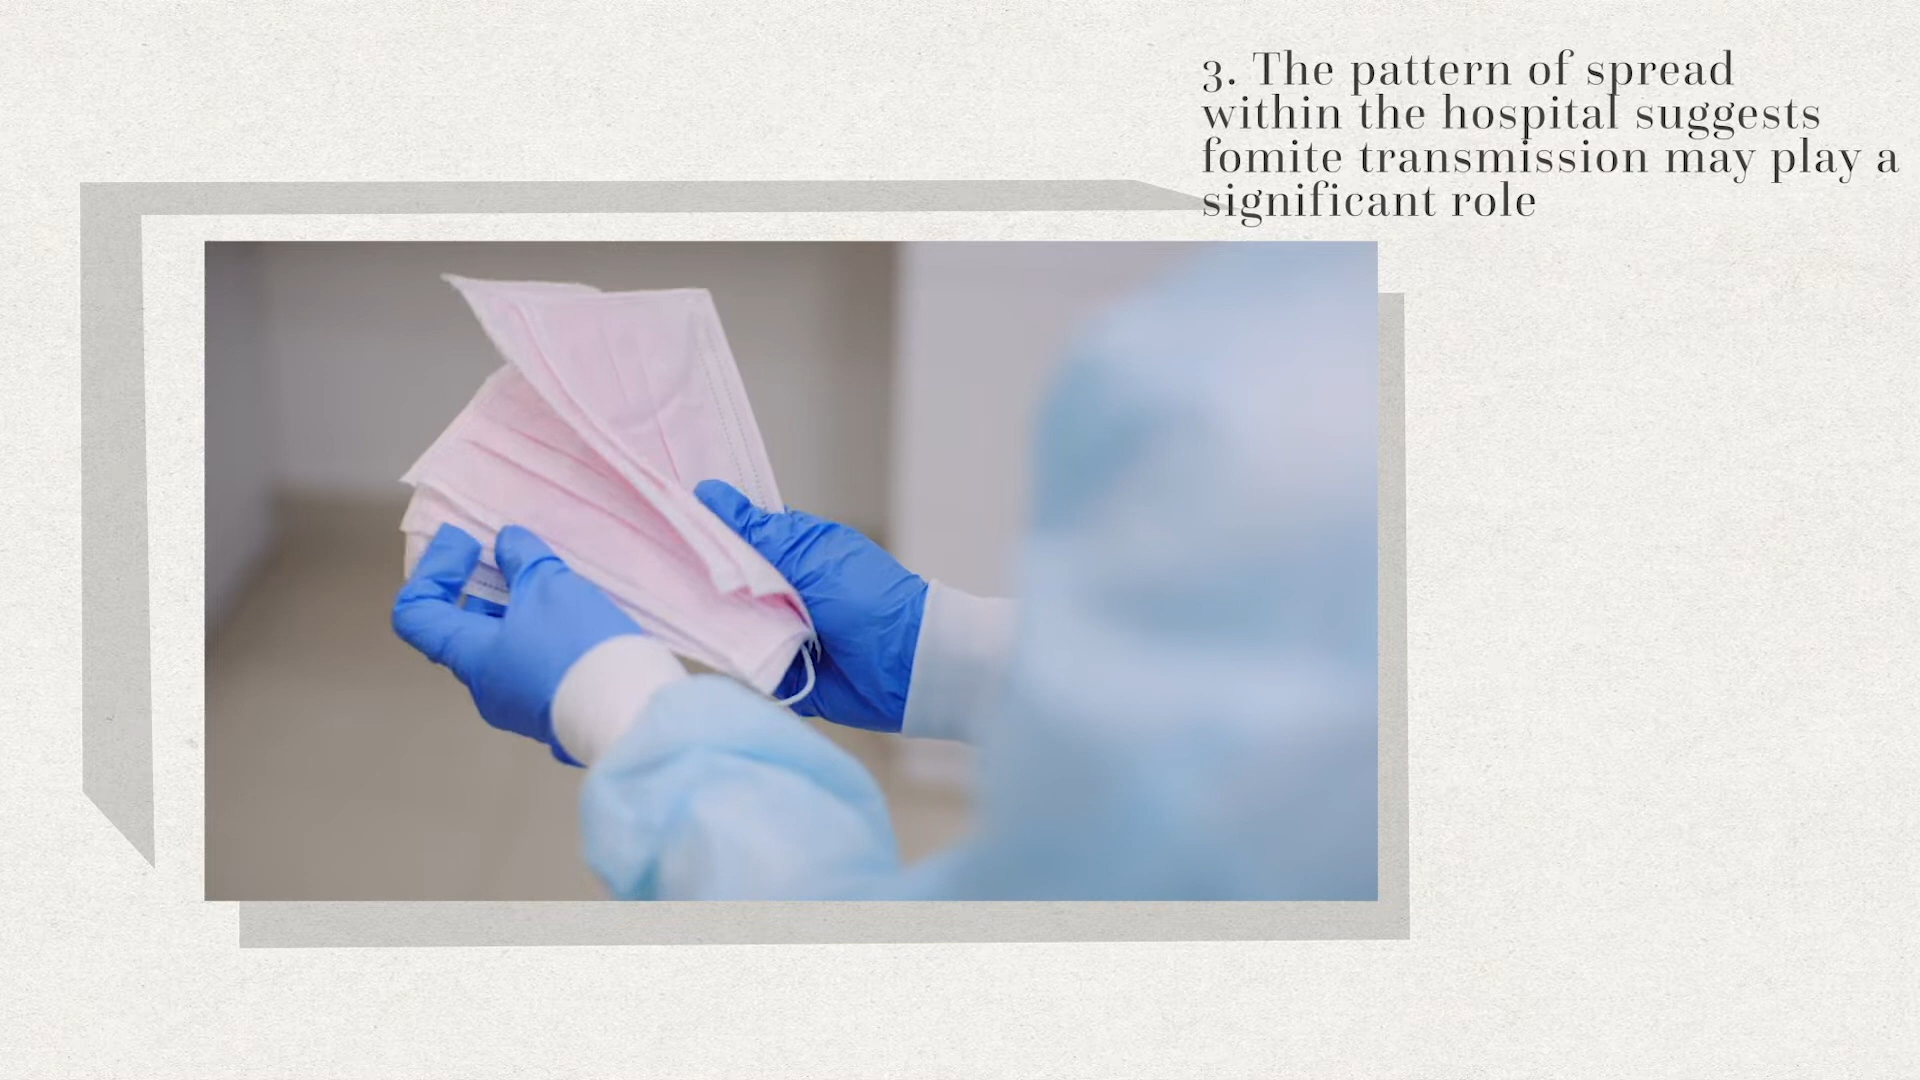 3. The pattern of spread
within the hospital suggests
fomite transmission may play a
significant role